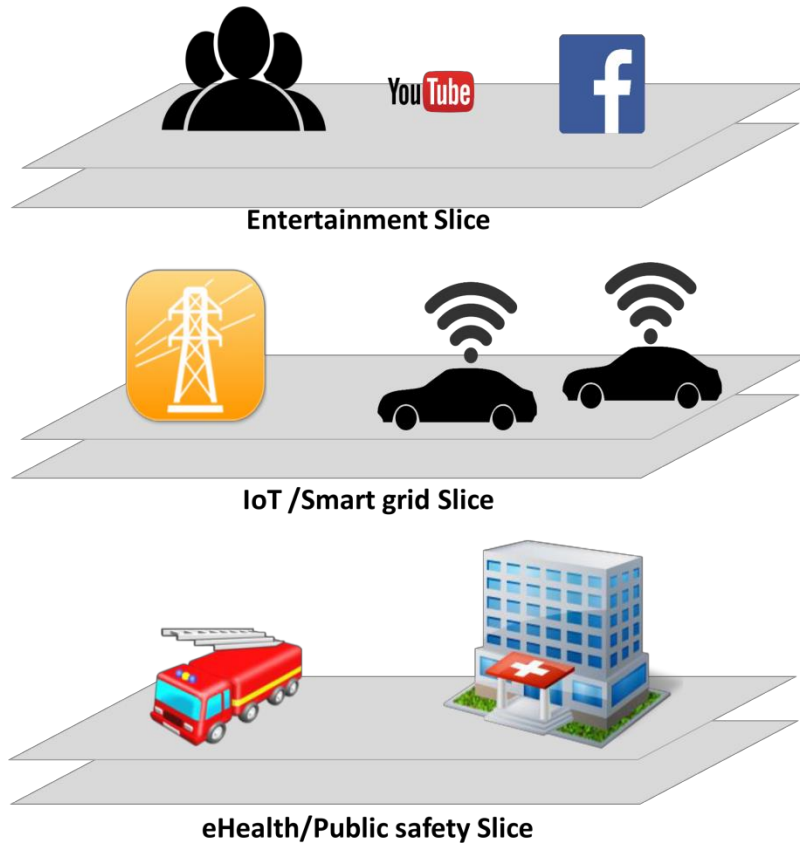 YouTube
f
Entertainment Slice
IoT /Smart grid Slice
eHealth/Public safety Slice